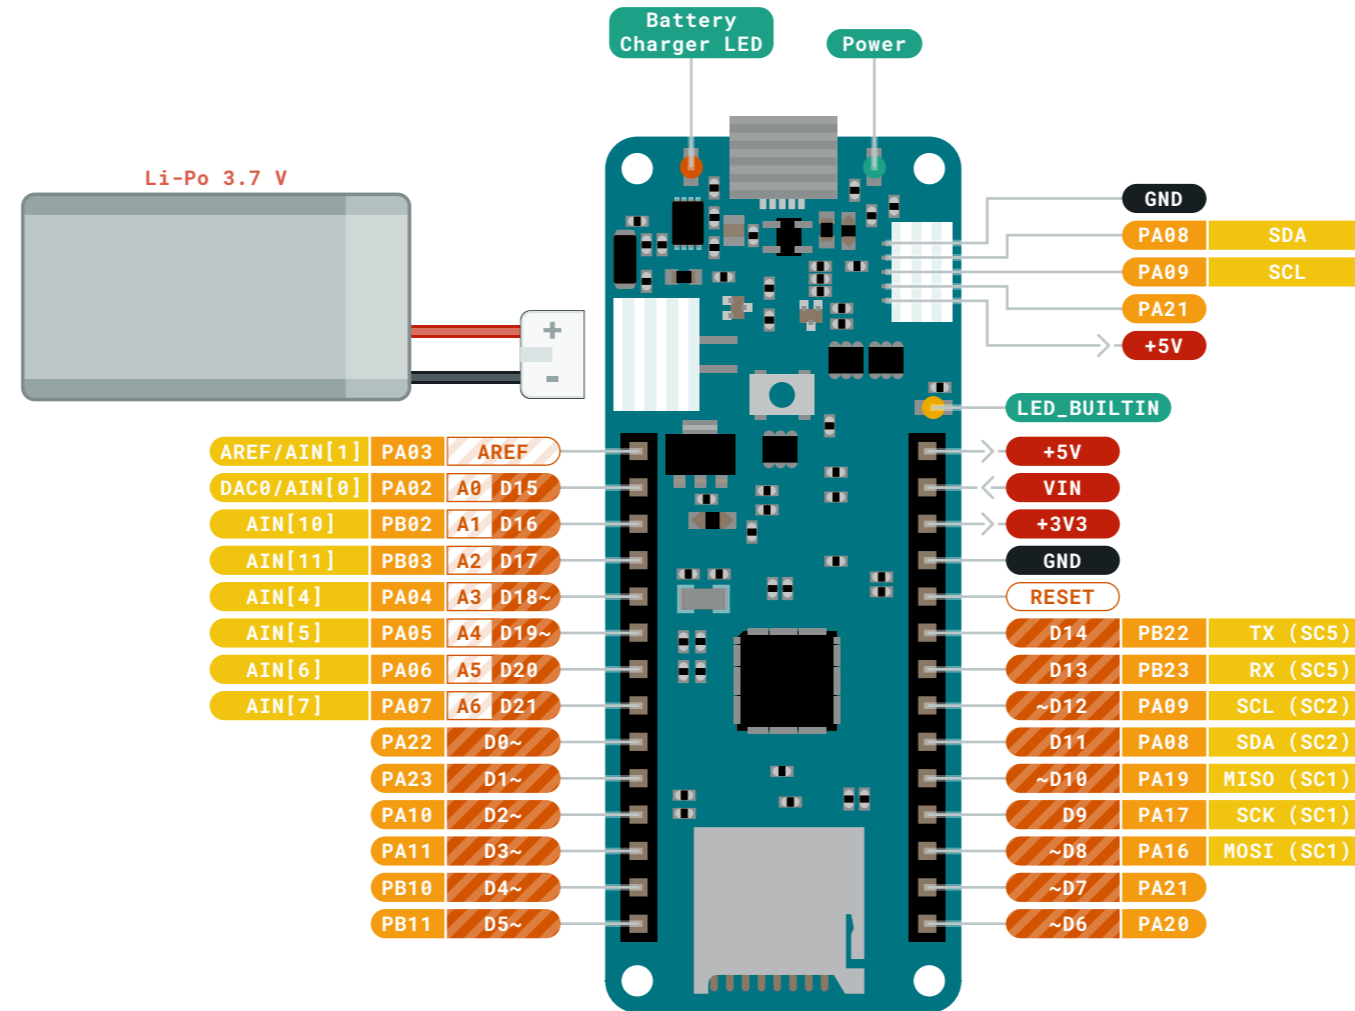 Battery
Charger LED
Power
Li-Po 3.7 V
+
-
GND
PA08 SDA
PA09 SCL
PA21
+5V
LED_BUILTIN
AREF/AIN[1] PA03 AREF
DAC0/AIN[0] PA02 A0 D15
AIN[10] PB02 A1 D16
AIN[11] PB03 A2 D17
AIN[4] PA04 A3 D18~
AIN[5] PA05 A4 D19~
AIN[6] PA06 A5 D20
AIN[7] PA07 A6 D21
PA22 D0~
PA23 D1~
PA10 D2~
PA11 D3~
PB10 D4~
PB11 D5~
+5V
VIN
+3V3
GND
RESET
D14 PB22 TX (SC5)
D13 PB23 RX (SC5)
~D12 PA09 SCL (SC2)
D11 PA08 SDA (SC2)
~D10 PA19 MISO (SC1)
D9 PA17 SCK (SC1)
~D8 PA16 MOSI (SC1)
~D7 PA21
~D6 PA20